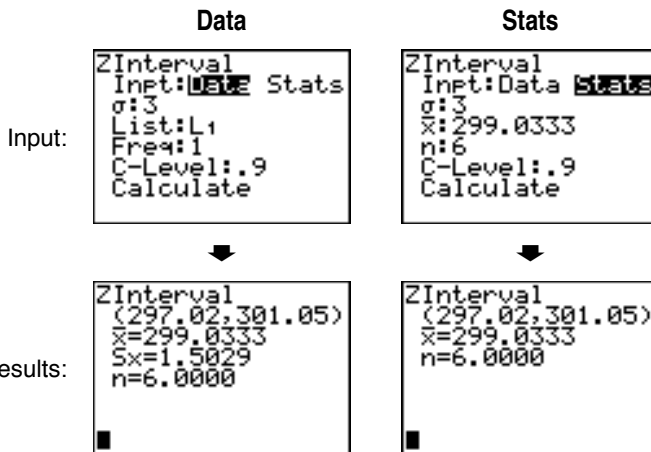 Data
Stats
Input:
ZInterval
Inpt:Data Stats
σ:3
List:L1
Freq:1
C-Level:.9
Calculate
ZInterval
Inpt:Data Stats
σ:3
x̄:299.0333
n:6
C-Level:.9
Calculate
esults:
ZInterval
(297.02,301.05)
x̄=299.0333
Sx=1.5029
n=6.0000
ZInterval
(297.02,301.05)
x̄=299.0333
n=6.0000